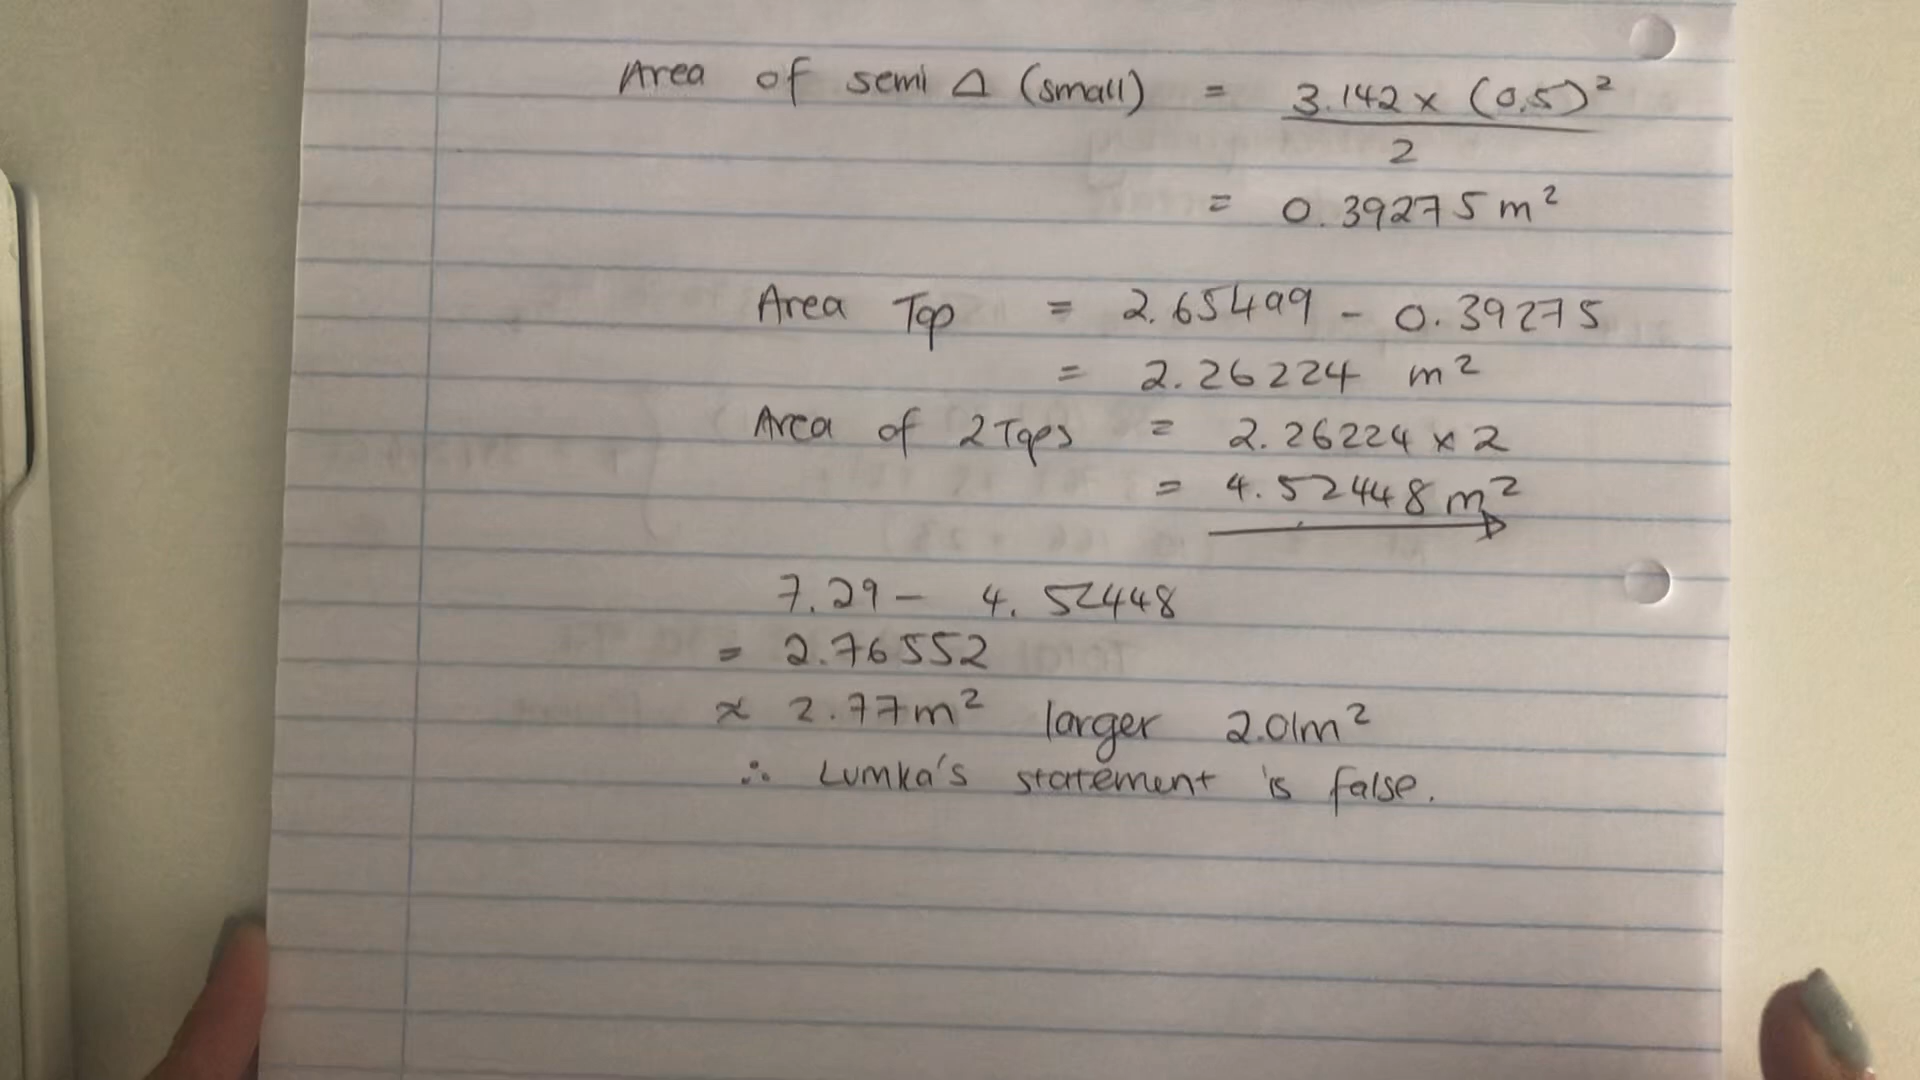 Area of semi Δ (small) = 3.142 x (0.5)²
2
= 0.39275 m²
Area Top = 2.65499 - 0.39275
= 2.26224 m²
Area of 2 Tops = 2.26224 x 2
= 4.52448 m²
7.29 - 4.52448
= 2.76552
≈ 2.77m² larger 2.01m²
∴ Lumka's statement is false.